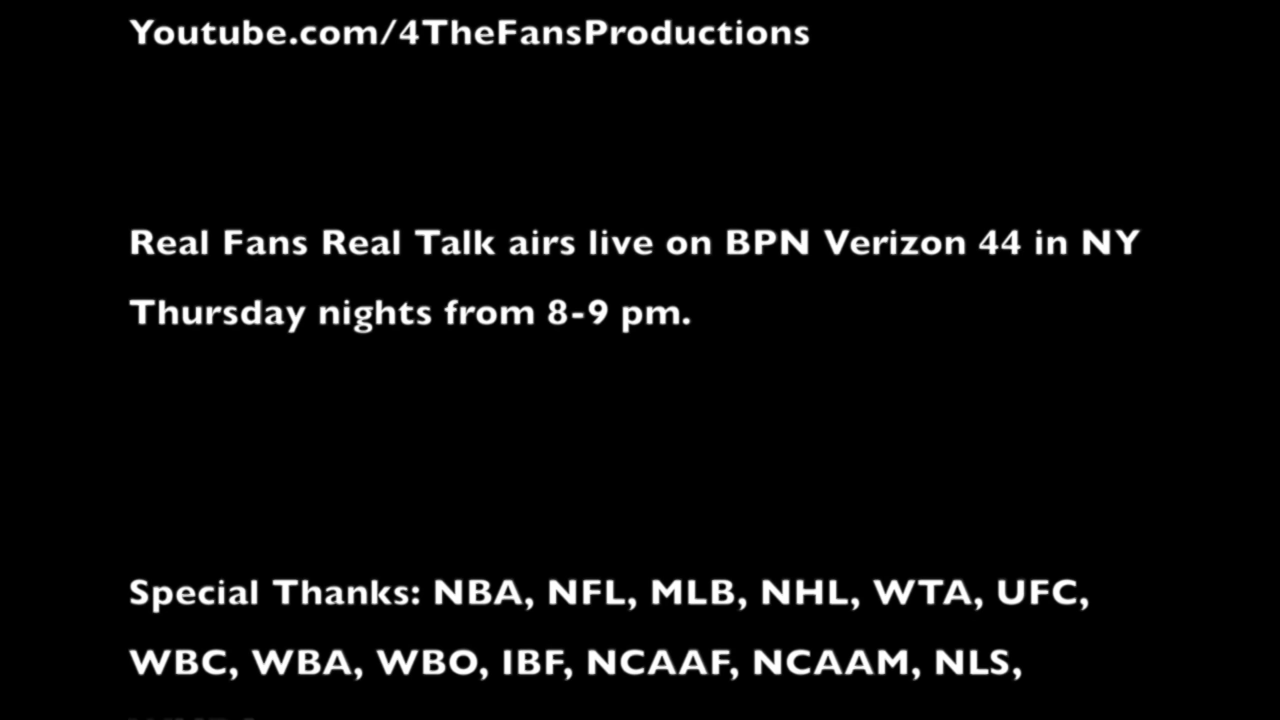 Youtube.com/4TheFansProductions
Real Fans Real Talk airs live on BPN Verizon 44 in NY
Thursday nights from 8-9 pm.
Special Thanks: NBA, NFL, MLB, NHL, WTA, UFC,
WBC, WBA, WBO, IBF, NCAAF, NCAAM, NLS,